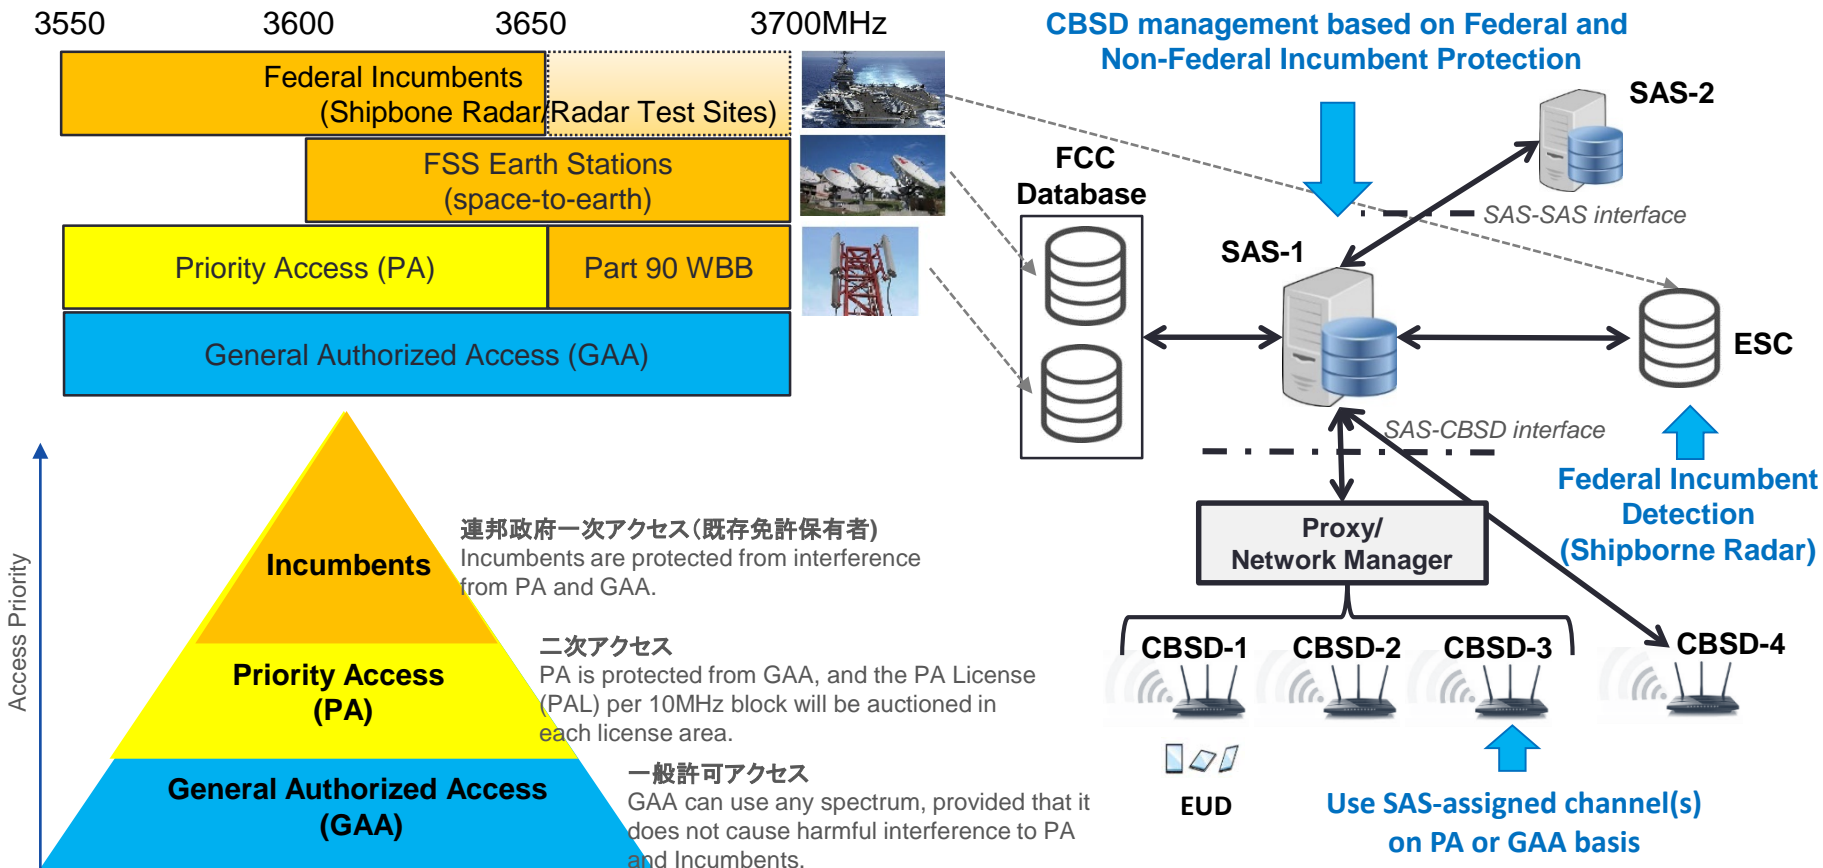 3550
3600
3650
3700MHz
Federal Incumbents
(Shipbone Radar/Radar Test Sites)
FSS Earth Stations
(space-to-earth)
Priority Access (PA)
Part 90 WBB
General Authorized Access (GAA)
CBSD management based on Federal and
Non-Federal Incumbent Protection
SAS-2
FCC
Database
SAS-SAS interface
SAS-1
ESC
SAS-CBSD interface
Federal Incumbent
Detection
(Shipborne Radar)
Proxy/
Network Manager
CBSD-1
CBSD-2
CBSD-3
CBSD-4
EUD
Use SAS-assigned channel(s)
on PA or GAA basis
Access Priority
Incumbents
連邦政府一次アクセス(既存免許保有者)
Incumbents are protected from interference
from PA and GAA.
Priority Access
(PA)
二次アクセス
PA is protected from GAA, and the PA License
(PAL) per 10MHz block will be auctioned in
each license area.
General Authorized Access
(GAA)
一般許可アクセス
GAA can use any spectrum, provided that it
does not cause harmful interference to PA
and Incumbents.